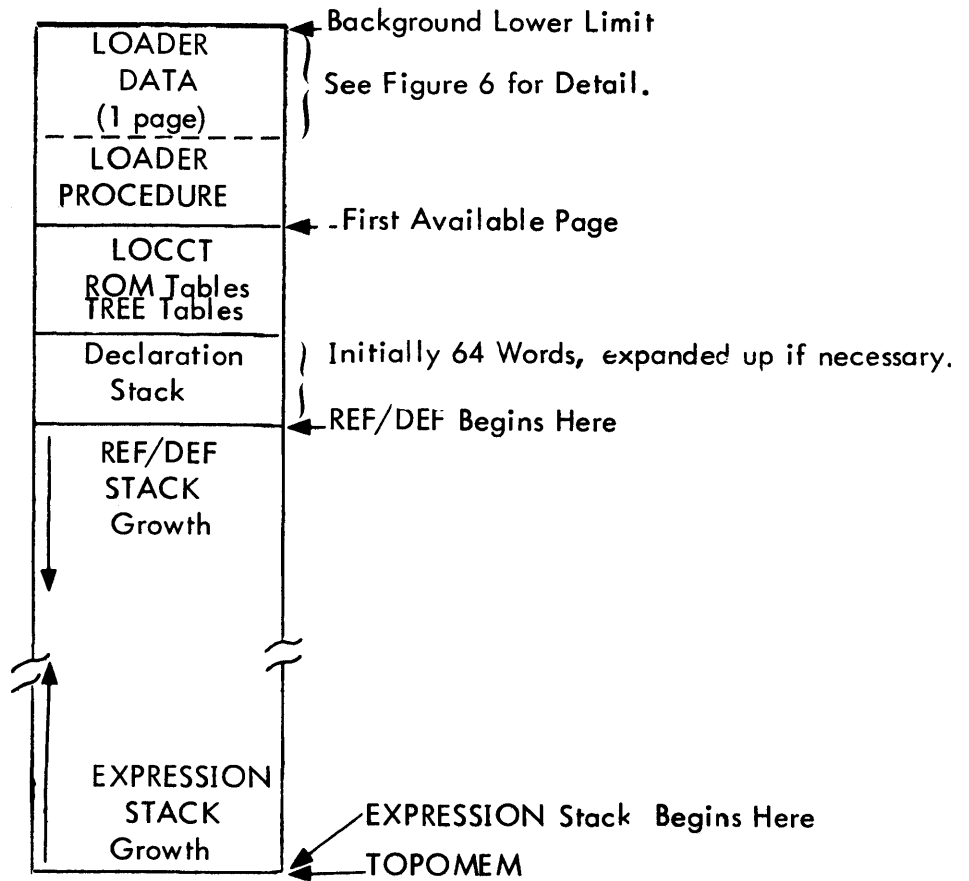 Background Lower Limit
LOADER
DATA
(1 page)
See Figure 6 for Detail.
LOADER
PROCEDURE
First Available Page
LOCCT
ROM Tables
TREE Tables
Declaration
Stack
Initially 64 Words, expanded up if necessary.
REF/DEF Begins Here
REF/DEF
STACK
Growth
EXPRESSION
STACK
Growth
EXPRESSION Stack Begins Here
TOPOMEM